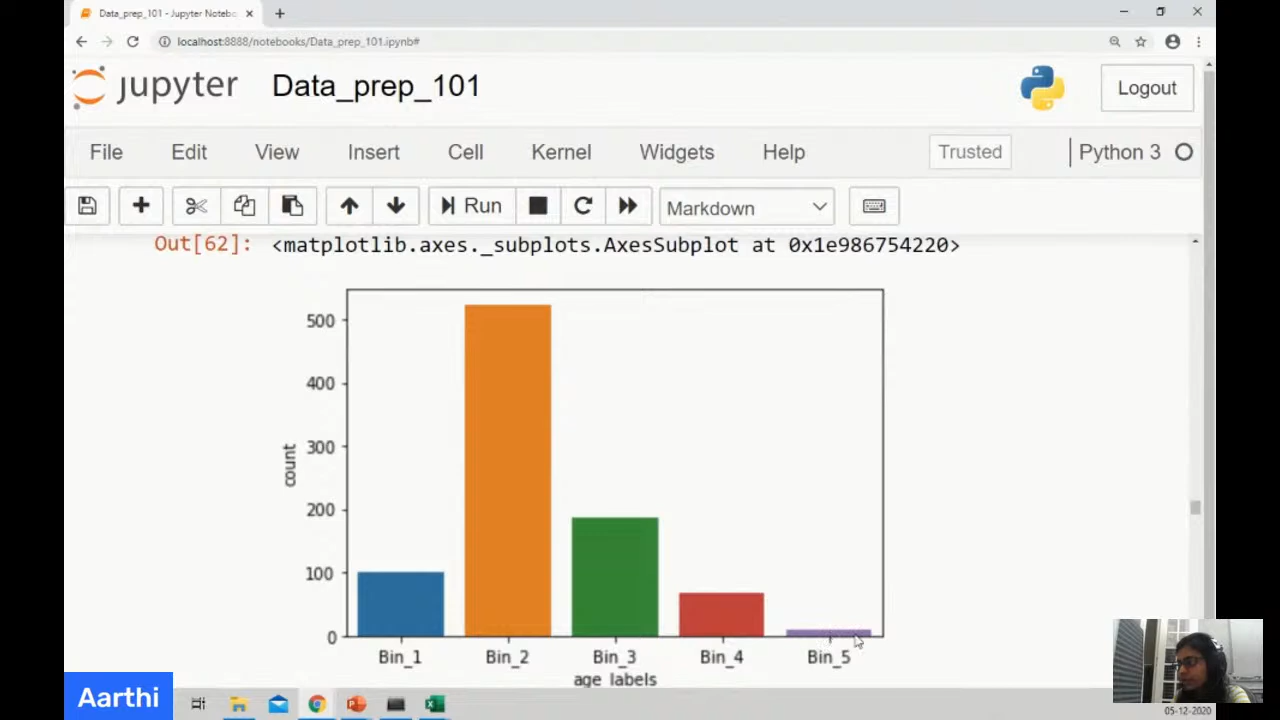 Data_prep_101 - Jupyter Notebo
localhost:8888/notebooks/Data_prep_101.ipynb#
jupyter Data_prep_101
Logout
File Edit View Insert Cell Kernel Widgets Help
Trusted
Python 3
Run
Markdown
Out[62]: <matplotlib.axes._subplots.AxesSubplot at 0x1e986754220>
500
400
300
200
100
0
count
Bin_1 Bin_2 Bin_3 Bin_4 Bin_5
age labels
Aarthi
05-12-2020